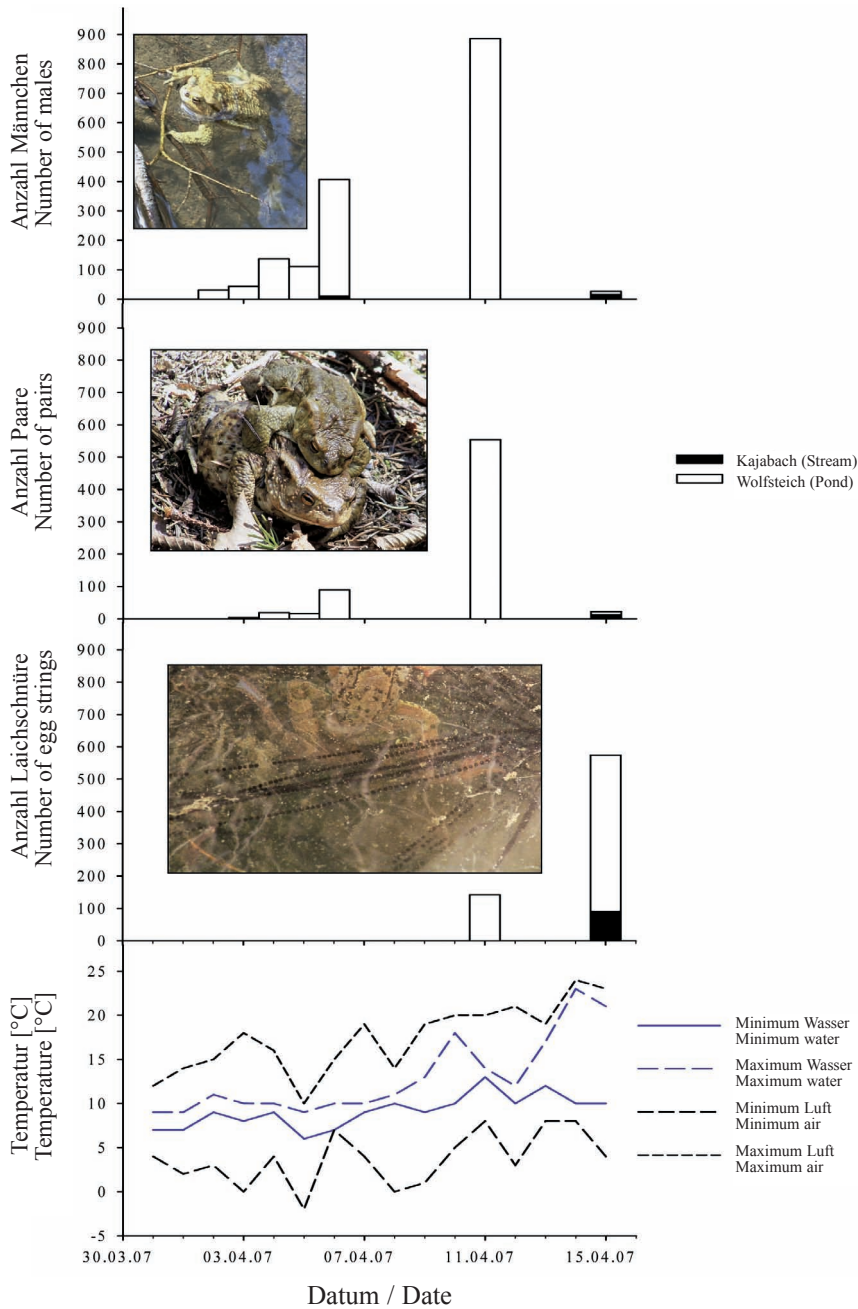 Anzahl Männchen
Number of males
900
800
700
600
500
400
300
200
100
0
Anzahl Paare
Number of pairs
900
800
700
600
500
400
300
200
100
0
Kajabach (Stream)
Wolfsteich (Pond)
Anzahl Laichschnüre
Number of egg strings
900
800
700
600
500
400
300
200
100
0
Temperatur [°C]
Temperature [°C]
25
20
15
10
5
0
-5
Minimum Wasser
Minimum water
Maximum Wasser
Maximum water
Minimum Luft
Minimum air
Maximum Luft
Maximum air
30.03.07 03.04.07 07.04.07 11.04.07 15.04.07
Datum / Date